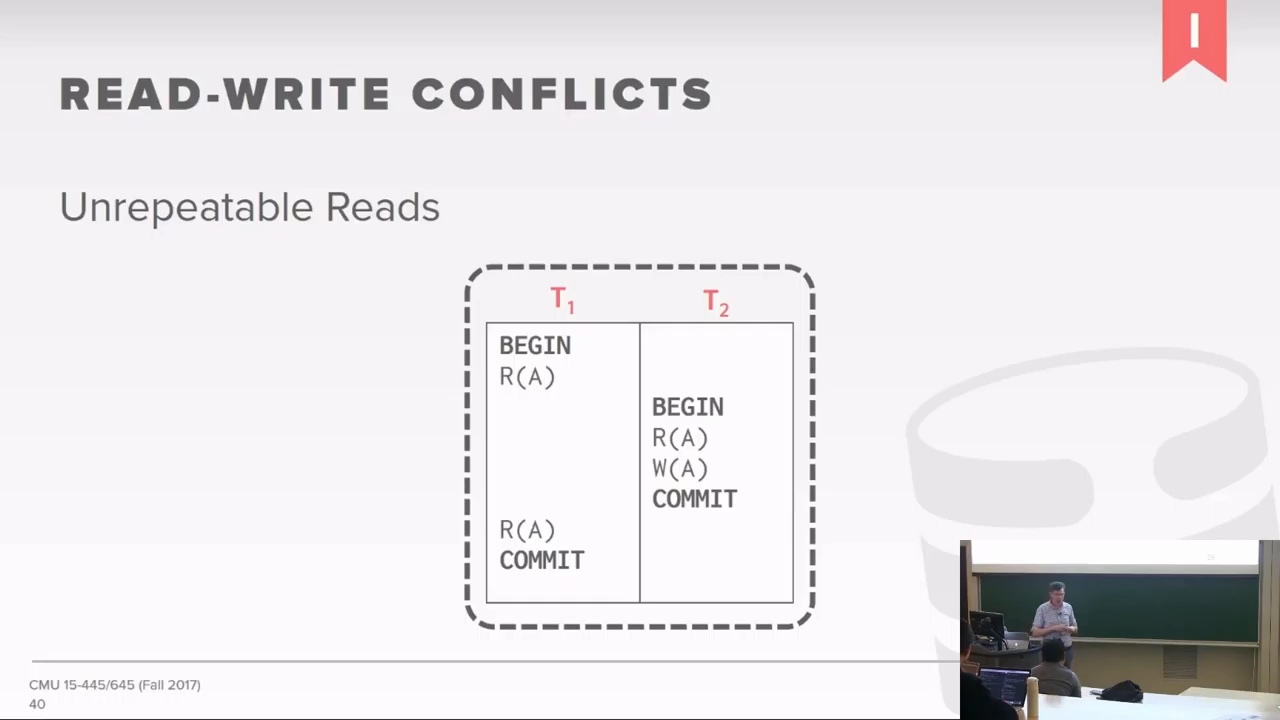 I
READ-WRITE CONFLICTS
Unrepeatable Reads
T1 T2
BEGIN
R(A)
BEGIN
R(A)
W(A)
COMMIT
R(A)
COMMIT
CMU 15-445/645 (Fall 2017)
40